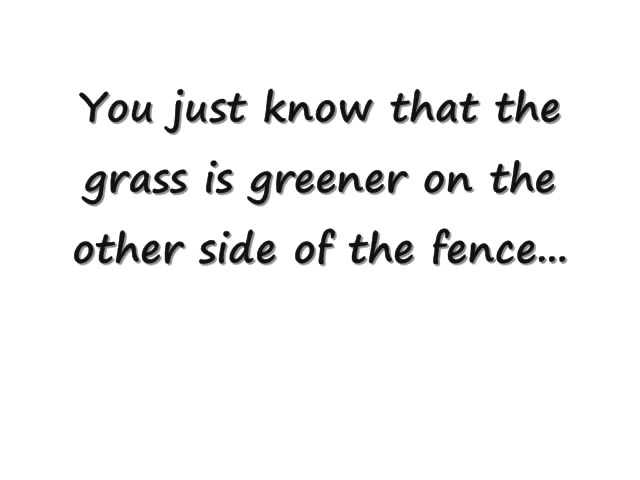 You just know that the
grass is greener on the
other side of the fence...